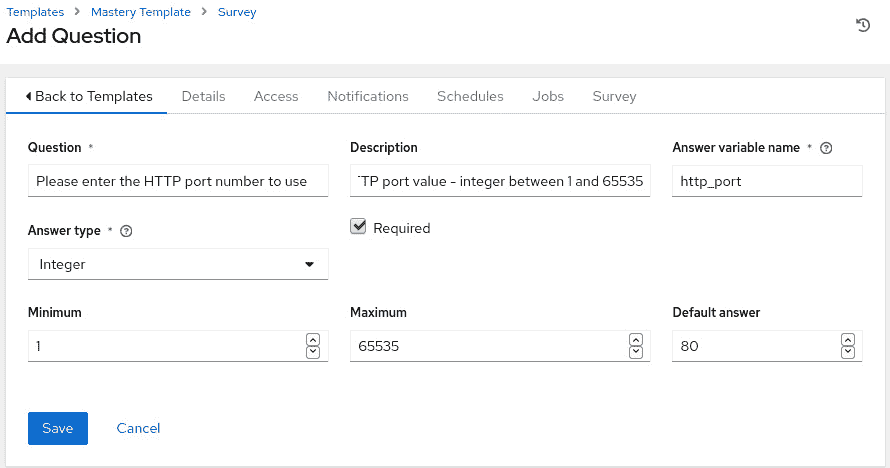 Templates > Mastery Template > Survey
Add Question
Back to Templates Details Access Notifications Schedules Jobs Survey
Question * Description Answer variable name *
Please enter the HTTP port number to use TP port value - integer between 1 and 65535 http_port
Answer type * Required
Integer
Minimum Maximum Default answer
1 65535 80
Save Cancel